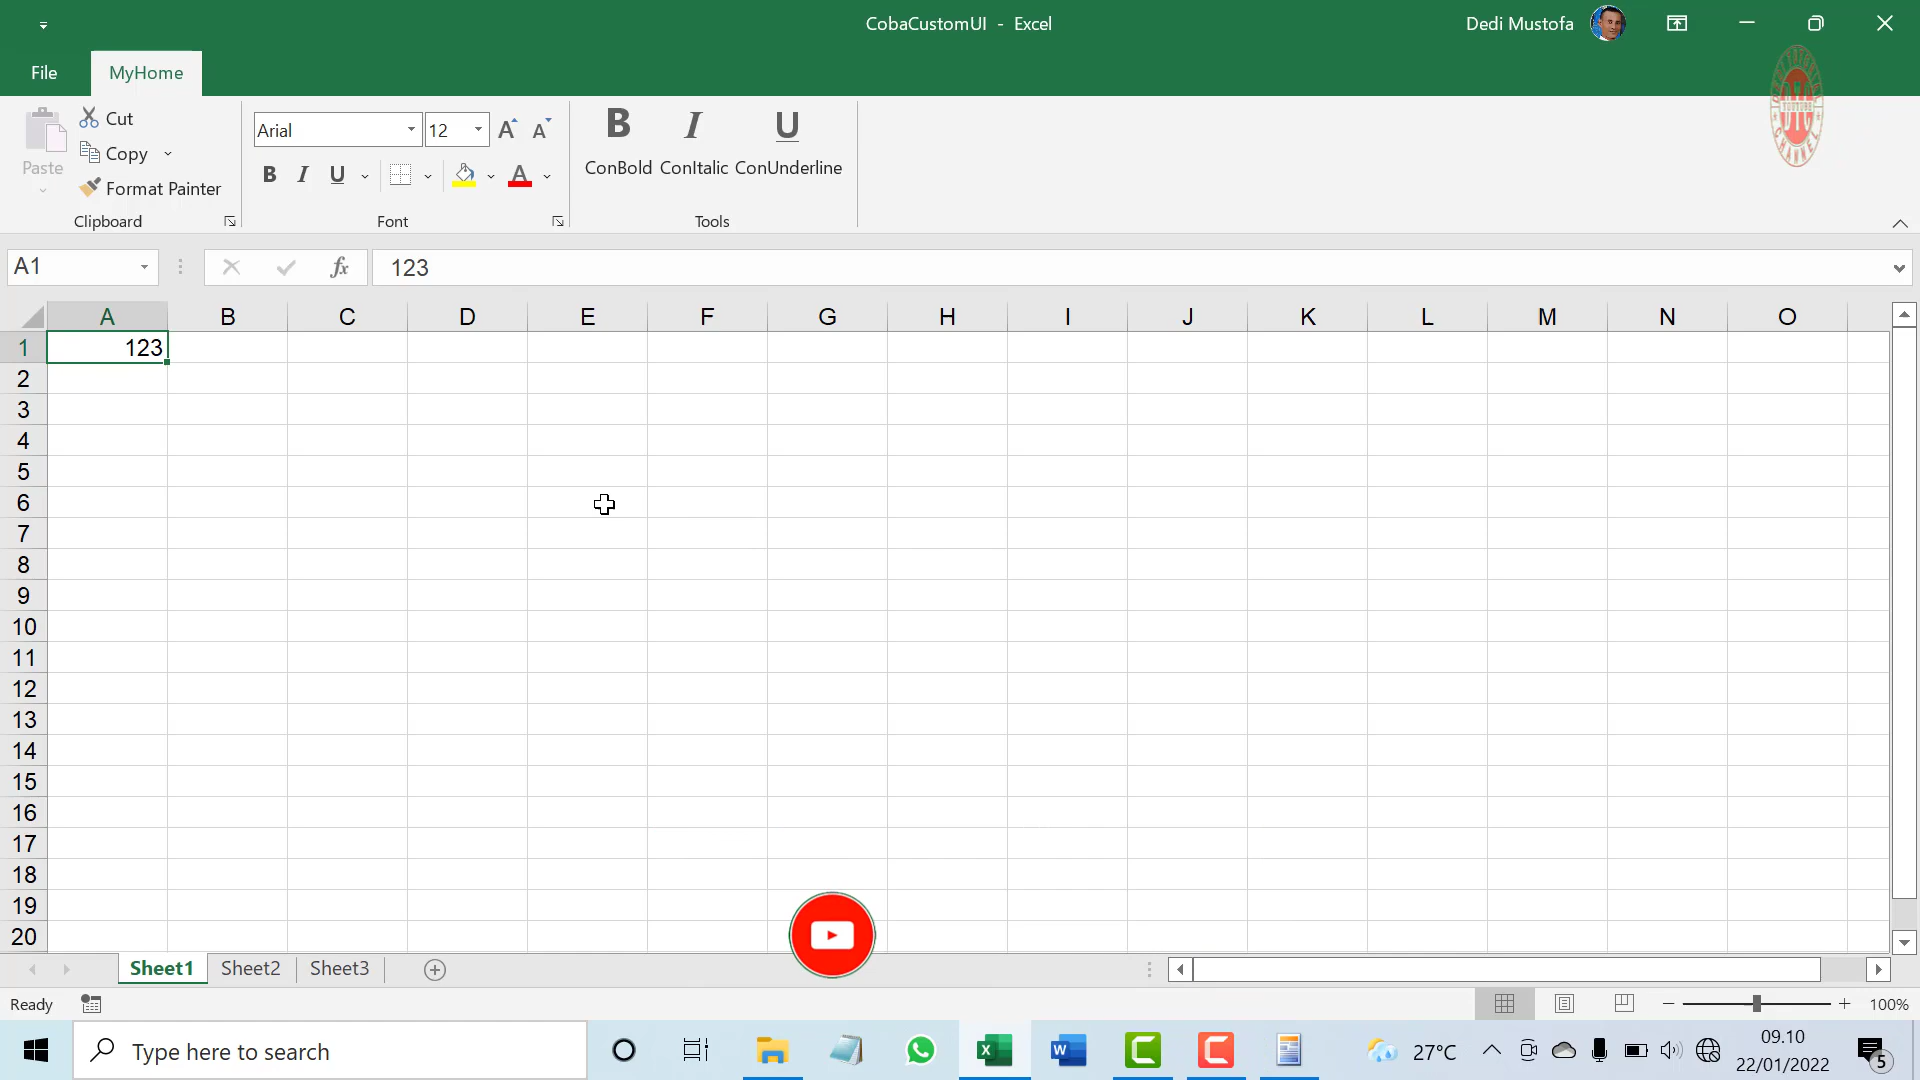 CobaCustomUI - Excel
Dedi Mustofa
File
MyHome
Paste
Cut
Copy
Format Painter
Clipboard
Arial
12
A A
B I U A
Font
B I U
ConBold ConItalic ConUnderline
Tools
A1
fx
123
A B C D E F G H I J K L M N O
1 123
2
3
4
5
6
7
8
9
10
11
12
13
14
15
16
17
18
19
20
Sheet1 Sheet2 Sheet3
Ready
100%
Type here to search
27°C
09.10
22/01/2022
5